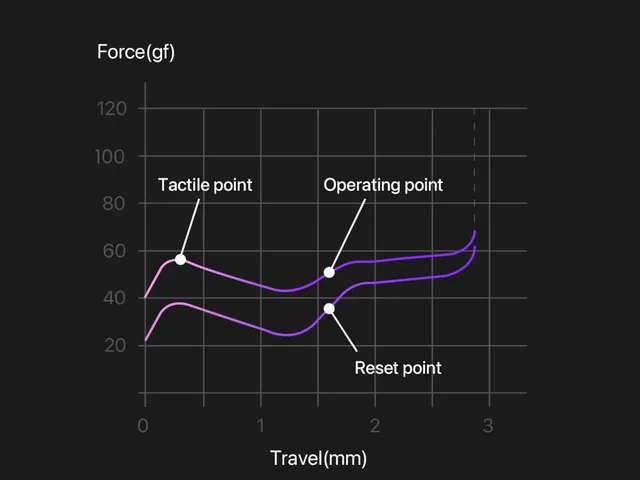 Force(gf)
120
100
Tactile point
Operating point
80
60
40
20
Reset point
0
1
2
3
Travel(mm)